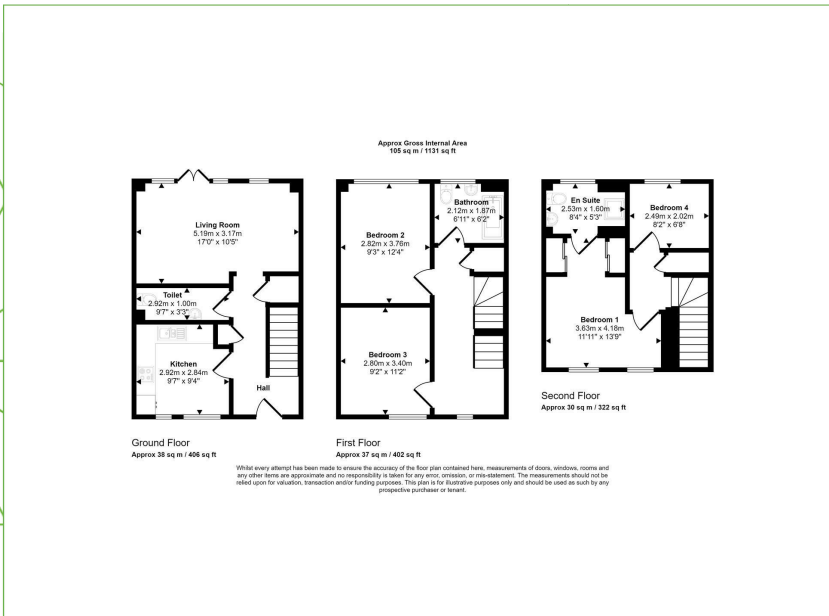 Approx Gross Internal Area
105 sq m / 1131 sq ft
Living Room
5.19m x 3.17m
17'0" x 10'5"
Toilet
2.92m x 1.00m
9'7" x 3'3"
Kitchen
2.92m x 2.84m
9'7" x 9'4"
Hall
Ground Floor
Approx 38 sq m / 406 sq ft
Bedroom 2
2.82m x 3.76m
9'3" x 12'4"
Bathroom
2.12m x 1.87m
6'11" x 6'2"
Bedroom 3
2.80m x 3.40m
9'2" x 11'2"
First Floor
Approx 37 sq m / 402 sq ft
En Suite
2.53m x 1.60m
8'4" x 5'3"
Bedroom 4
2.49m x 2.02m
8'2" x 6'8"
Bedroom 1
3.63m x 4.18m
11'11" x 13'9"
Second Floor
Approx 30 sq m / 322 sq ft
Whilst every attempt has been made to ensure the accuracy of the floor plan contained here, measurements of doors, windows, rooms and
any other items are approximate and no responsibility is taken for any error, omission, or mis-statement. The measurements should not be
relied upon for valuation, transaction and/or funding purposes. This plan is for illustrative purposes only and should be used as such by any
prospective purchaser or tenant.